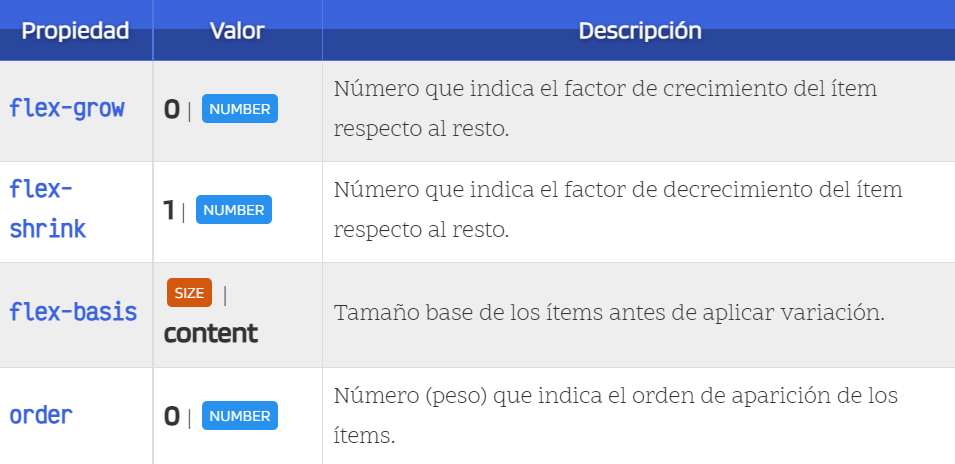 Propiedad Valor Descripción
flex-grow 0 | NUMBER Número que indica el factor de crecimiento del ítem
respecto al resto.
flex-
shrink 1 | NUMBER Número que indica el factor de decrecimiento del ítem
respecto al resto.
flex-basis SIZE |
content Tamaño base de los ítems antes de aplicar variación.
order 0 | NUMBER Número (peso) que indica el orden de aparición de los
ítems.